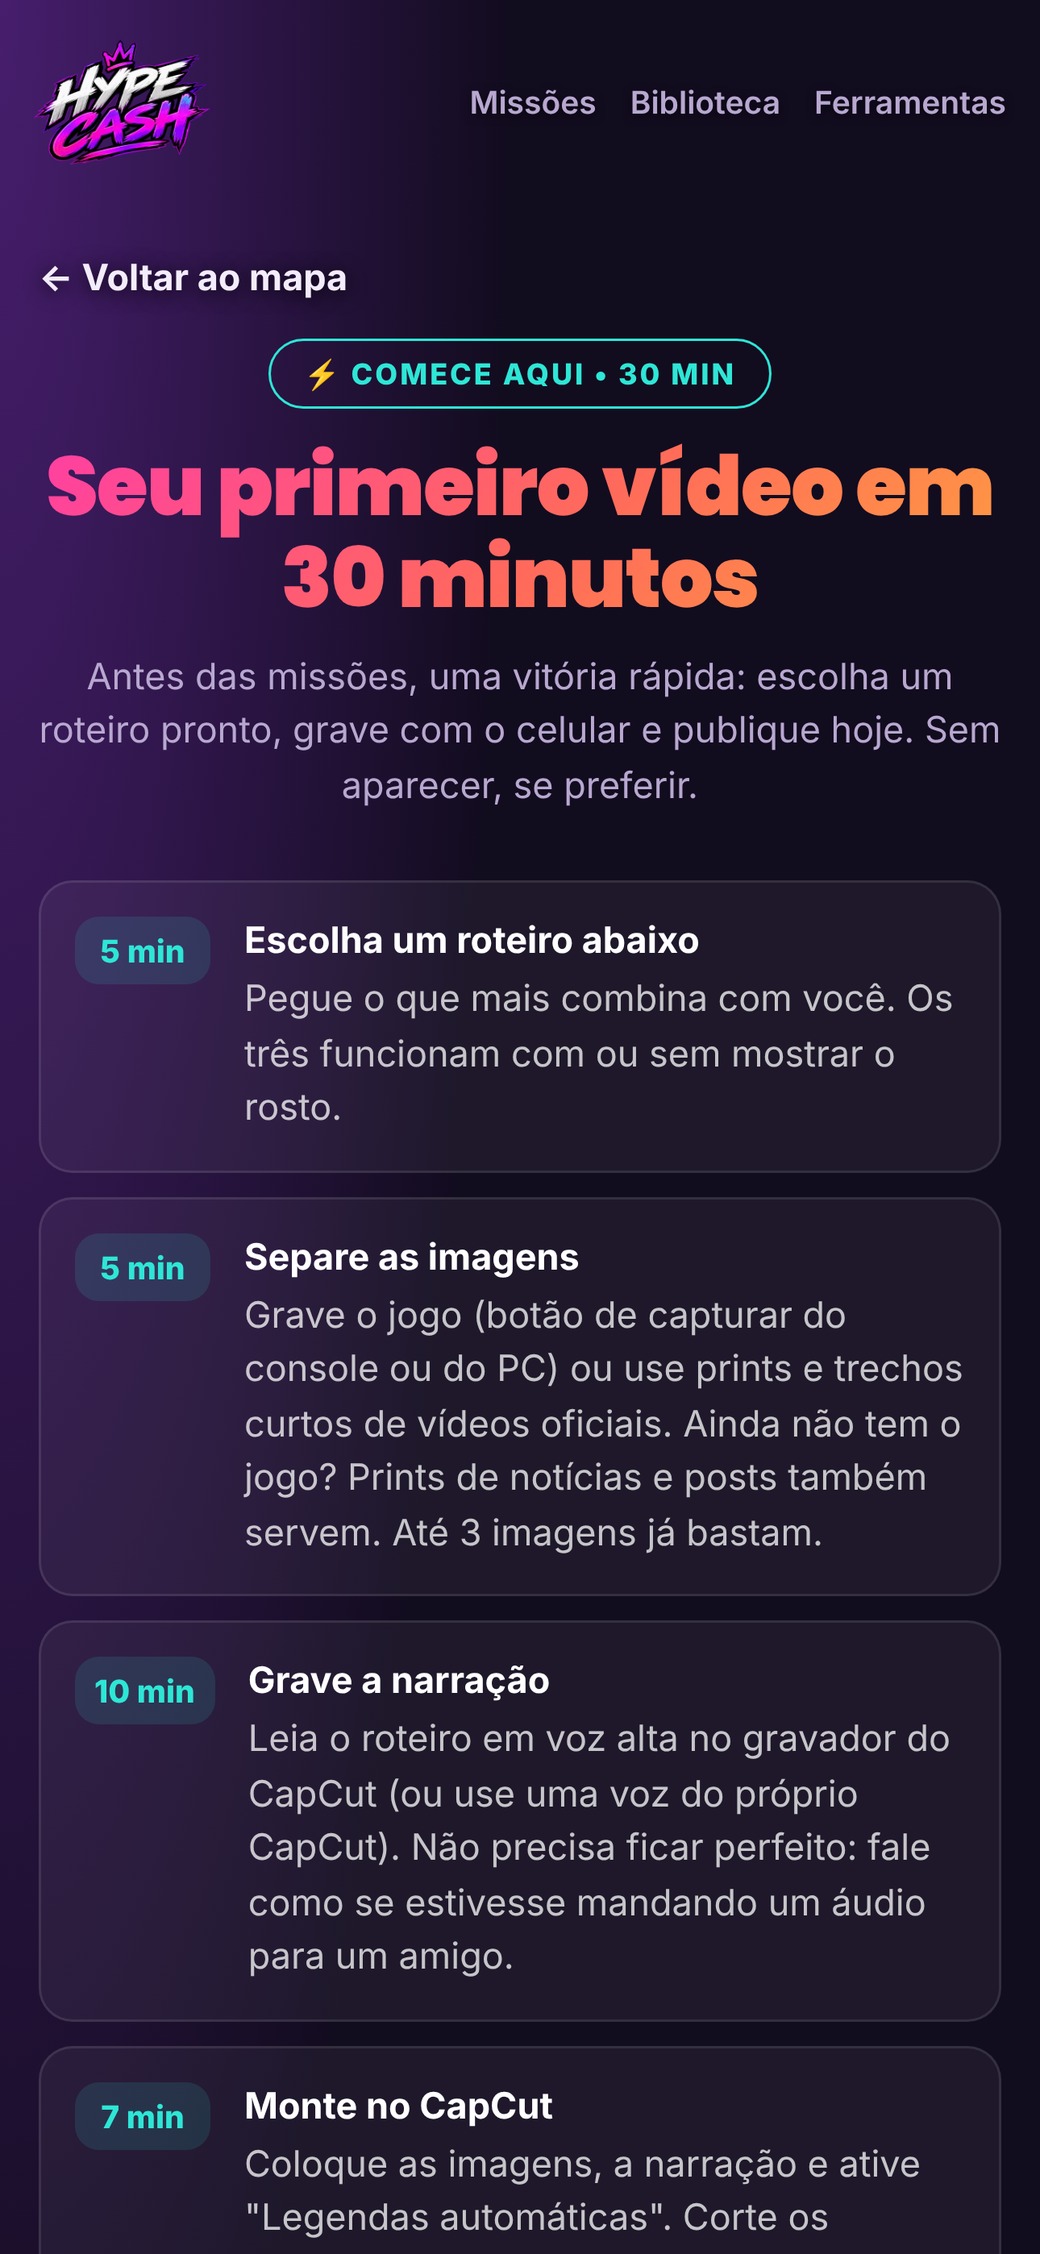 HYPE
CASH
Missões Biblioteca Ferramentas
← Voltar ao mapa
⚡ COMECE AQUI • 30 MIN
Seu primeiro vídeo em
30 minutos
Antes das missões, uma vitória rápida: escolha um
roteiro pronto, grave com o celular e publique hoje. Sem
aparecer, se preferir.
5 min
Escolha um roteiro abaixo
Pegue o que mais combina com você. Os
três funcionam com ou sem mostrar o
rosto.
5 min
Separe as imagens
Grave o jogo (botão de capturar do
console ou do PC) ou use prints e trechos
curtos de vídeos oficiais. Ainda não tem o
jogo? Prints de notícias e posts também
servem. Até 3 imagens já bastam.
10 min
Grave a narração
Leia o roteiro em voz alta no gravador do
CapCut (ou use uma voz do próprio
CapCut). Não precisa ficar perfeito: fale
como se estivesse mandando um áudio
para um amigo.
7 min
Monte no CapCut
Coloque as imagens, a narração e ative
"Legendas automáticas". Corte os